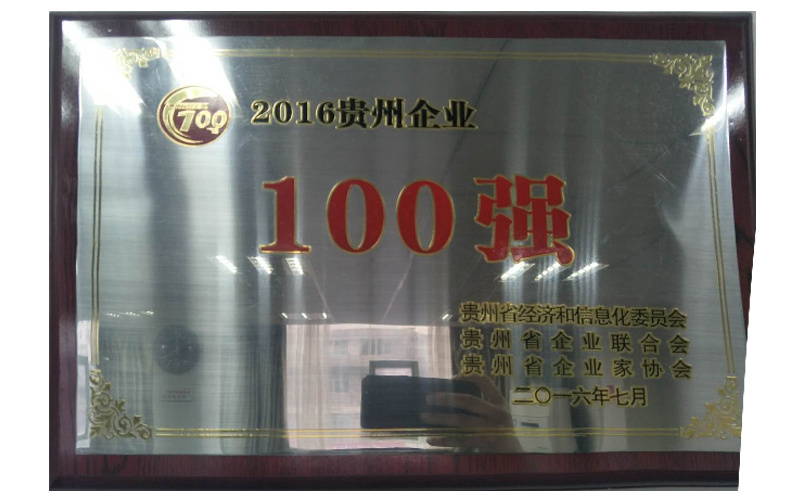 100
2016贵州企业
100强
贵州省经济和信息化委员会
贵州省企业联合会
贵州省企业家协会
二〇一六年七月